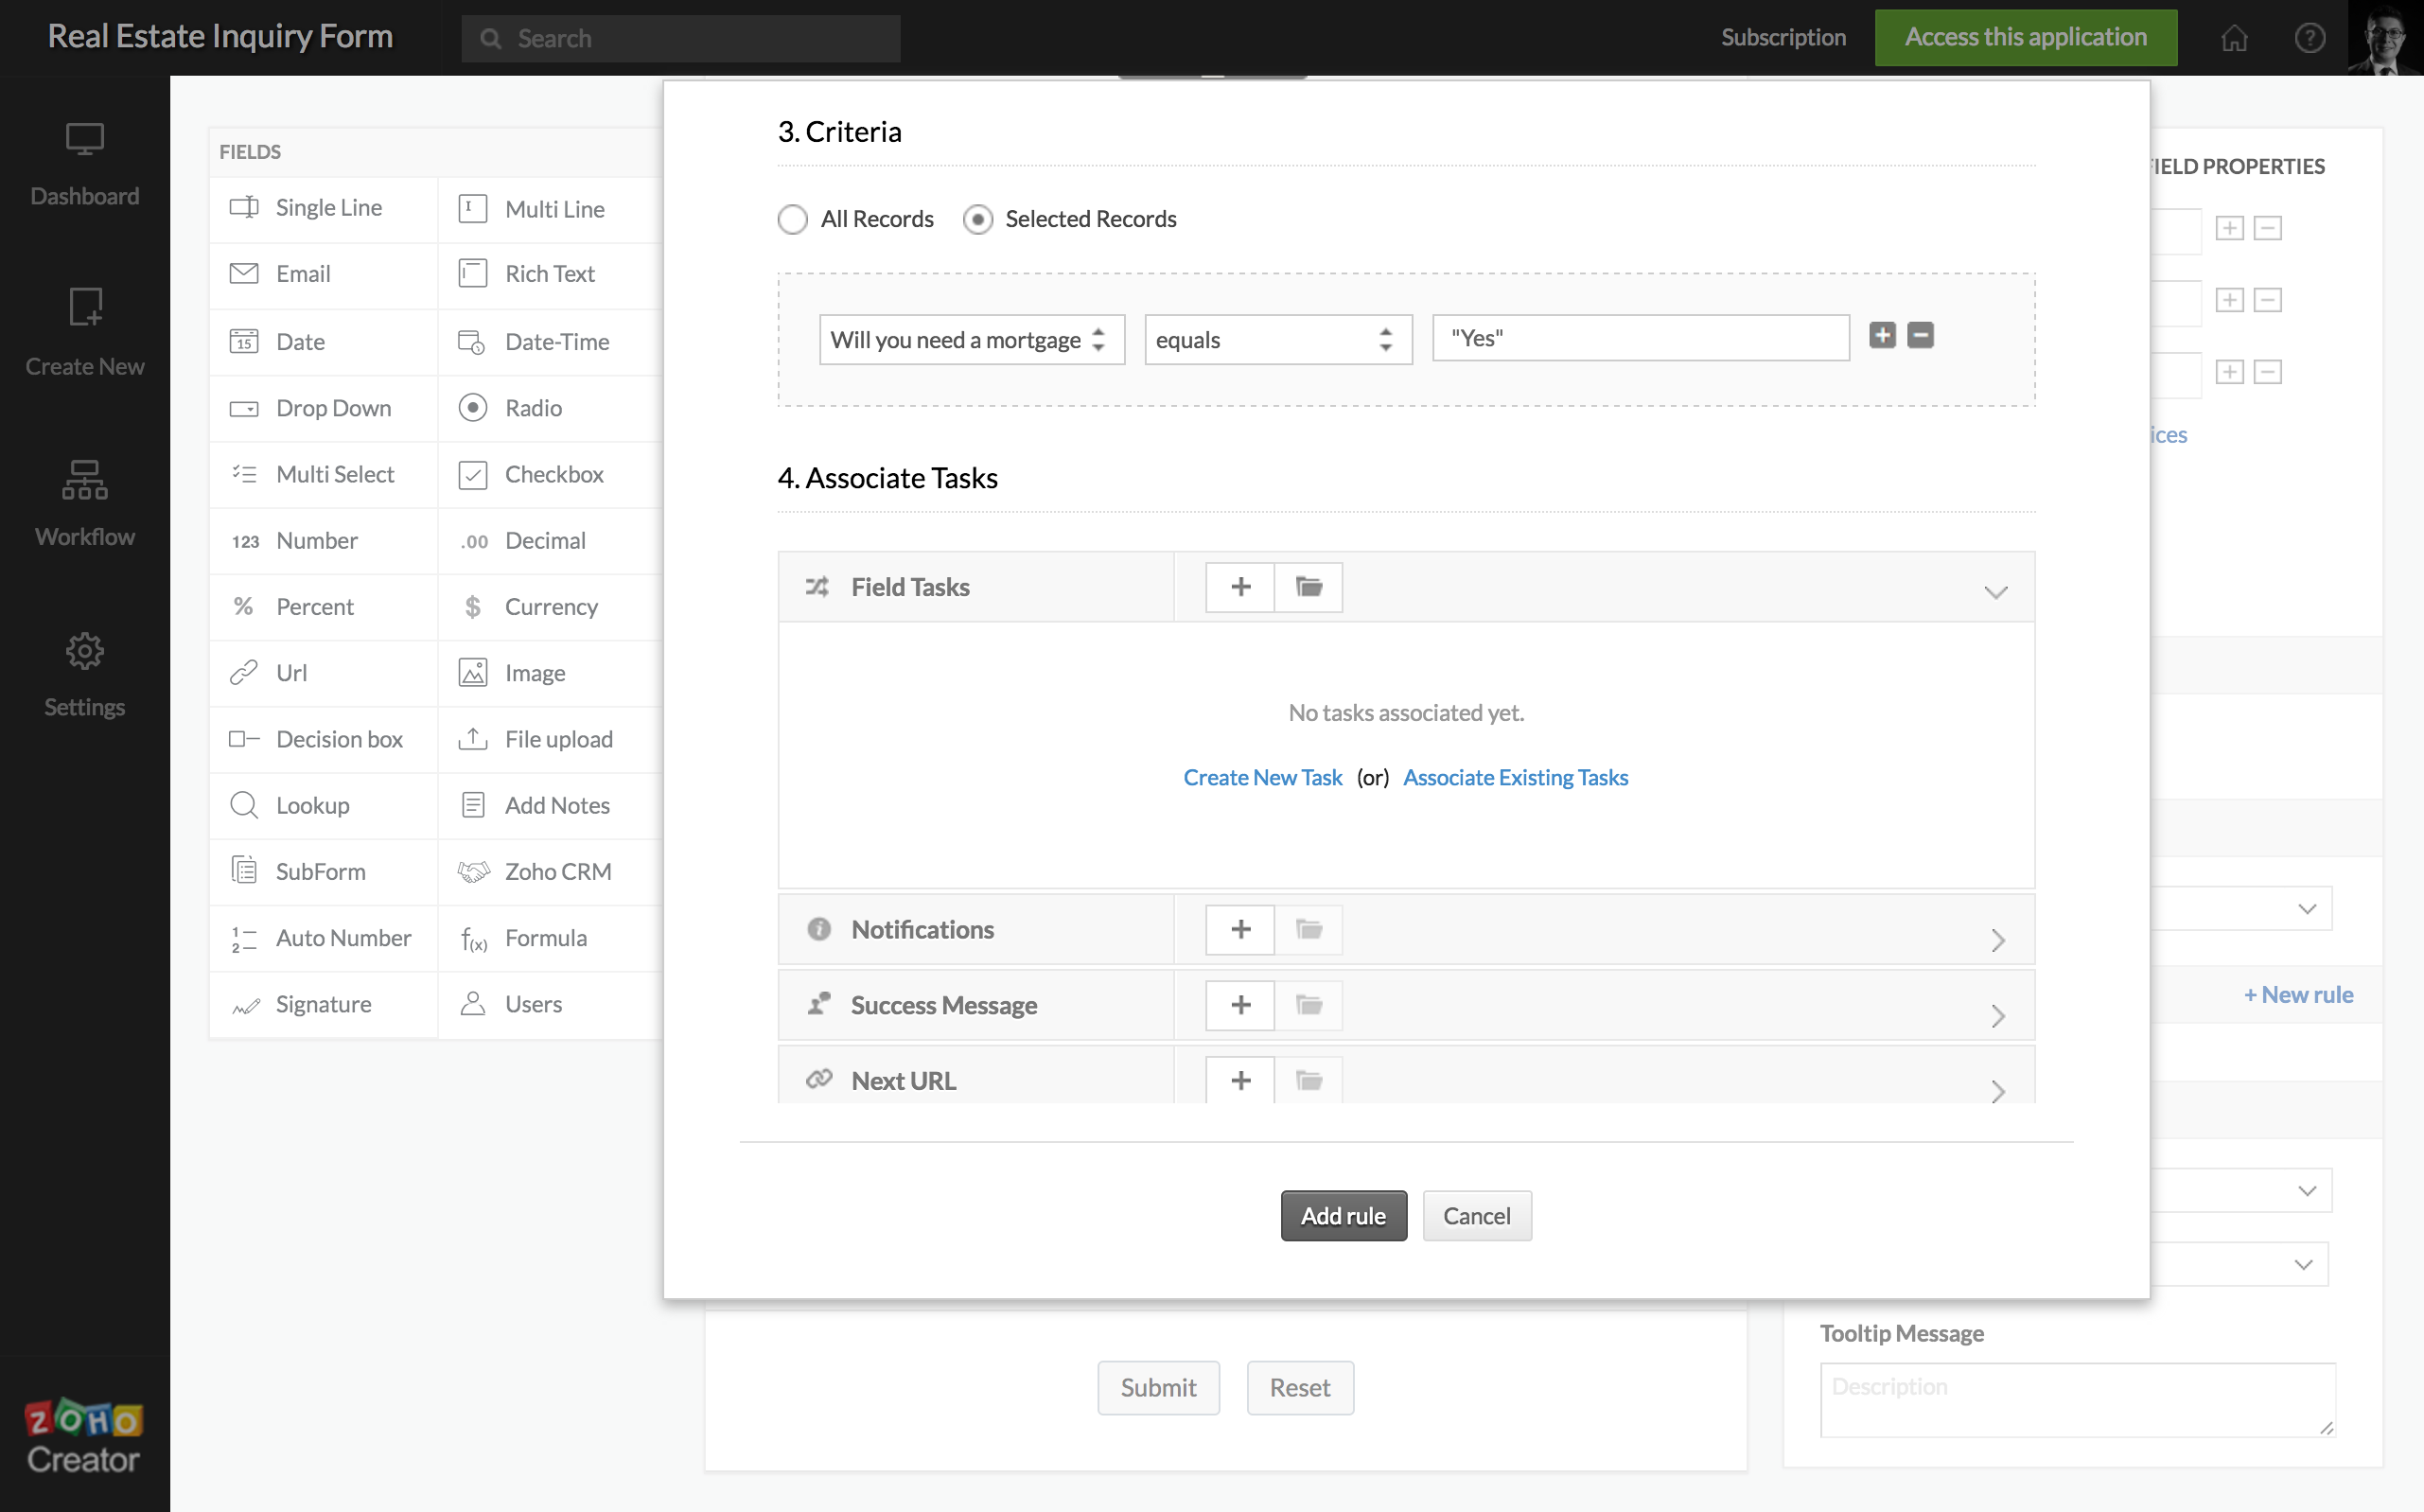 Real Estate Inquiry Form
Search
Subscription
Access this application
?
Dashboard
Create New
Workflow
Settings
ZOHO
Creator
FIELDS
Single Line
Multi Line
Email
Rich Text
15
Date
Date-Time
Drop Down
Radio
Multi Select
Checkbox
123 Number
.00 Decimal
% Percent
$ Currency
Url
Image
Decision box
File upload
Lookup
Add Notes
SubForm
Zoho CRM
1
2
Auto Number
f(x) Formula
Signature
Users
3. Criteria
All Records
Selected Records
Will you need a mortgage
equals
"Yes"
4. Associate Tasks
Field Tasks
No tasks associated yet.
Create New Task (or) Associate Existing Tasks
Notifications
Success Message
Next URL
Add rule
Cancel
Submit
Reset
IELD PROPERTIES
ices
+ New rule
Tooltip Message
Description